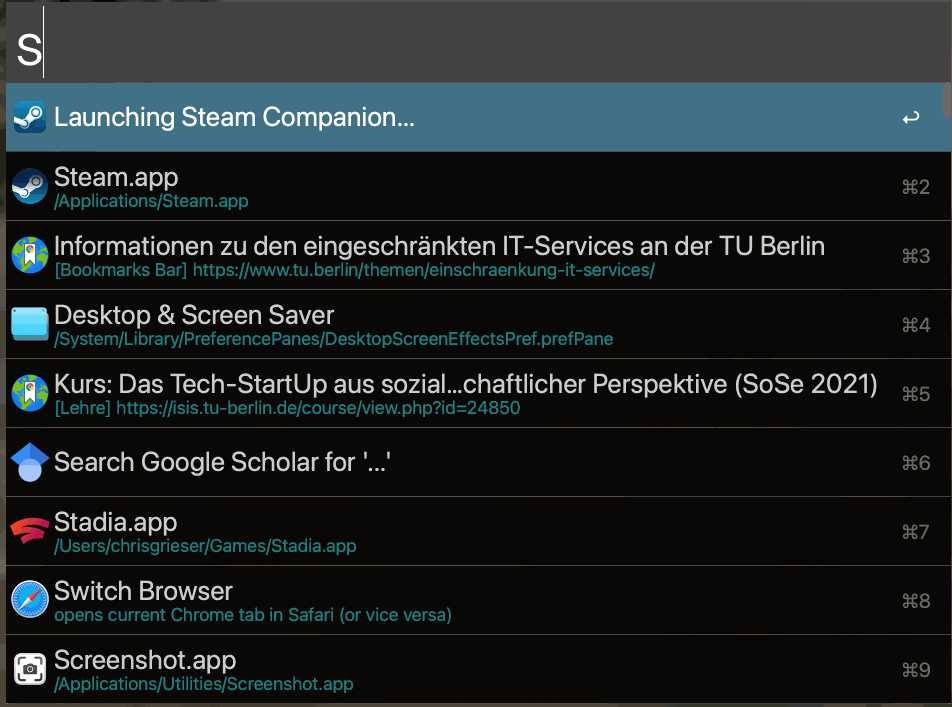 S
Launching Steam Companion...
↩
Steam.app
/Applications/Steam.app
⌘2
Informationen zu den eingeschränkten IT-Services an der TU Berlin
[Bookmarks Bar] https://www.tu.berlin/themen/einschraenkung-it-services/
⌘3
Desktop & Screen Saver
/System/Library/PreferencePanes/DesktopScreenEffectsPref.prefPane
⌘4
Kurs: Das Tech-StartUp aus sozial...chaftlicher Perspektive (SoSe 2021)
[Lehre] https://isis.tu-berlin.de/course/view.php?id=24850
⌘5
Search Google Scholar for '...'
⌘6
Stadia.app
/Users/chrisgrieser/Games/Stadia.app
⌘7
Switch Browser
opens current Chrome tab in Safari (or vice versa)
⌘8
Screenshot.app
/Applications/Utilities/Screenshot.app
⌘9